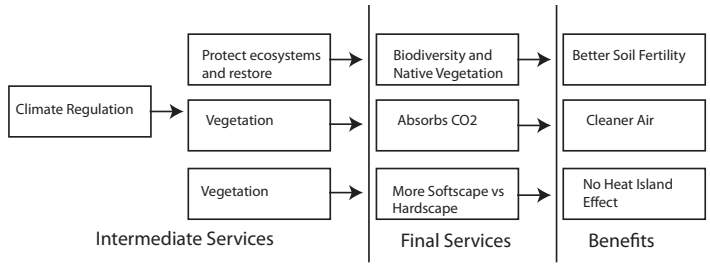 Protect ecosystems
and restore
Biodiversity and
Native Vegetation
Better Soil Fertility
Climate Regulation
Vegetation
Absorbs CO2
Cleaner Air
Vegetation
More Softscape vs
Hardscape
No Heat Island
Effect
Intermediate Services
Final Services
Benefits